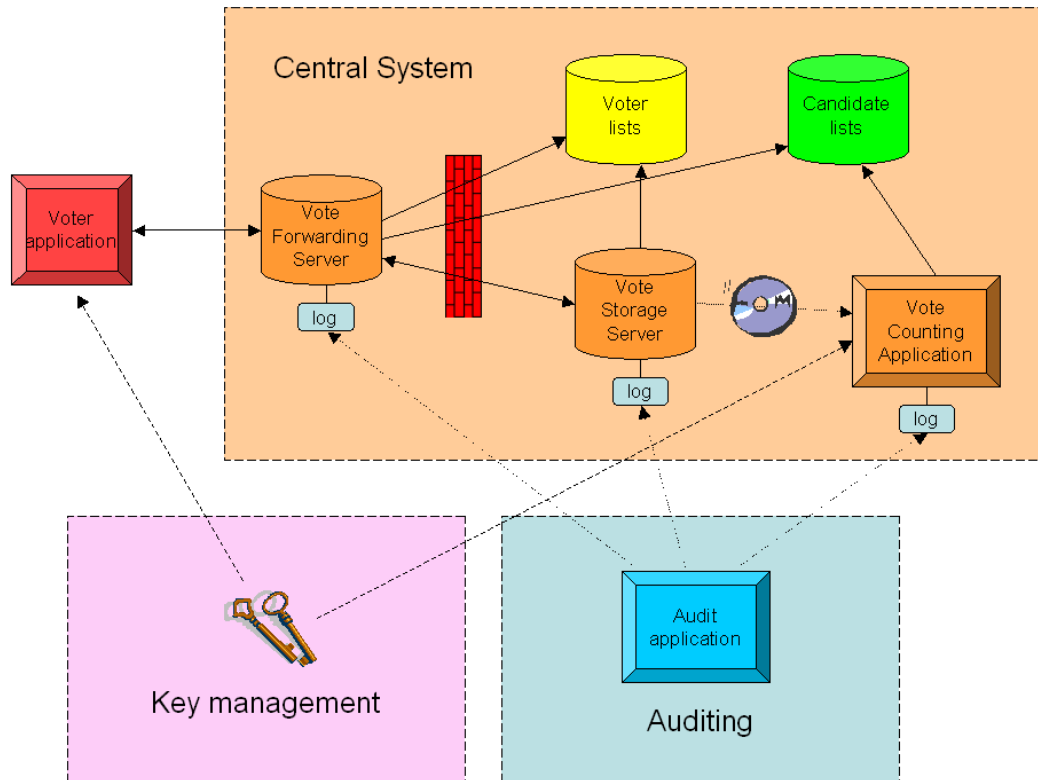 Central System
Voter
lists
Candidate
lists
Voter
application
Vote
Forwarding
Server
log
Vote
Storage
Server
log
Vote
Counting
Application
log
Key management
Audit
application
Auditing